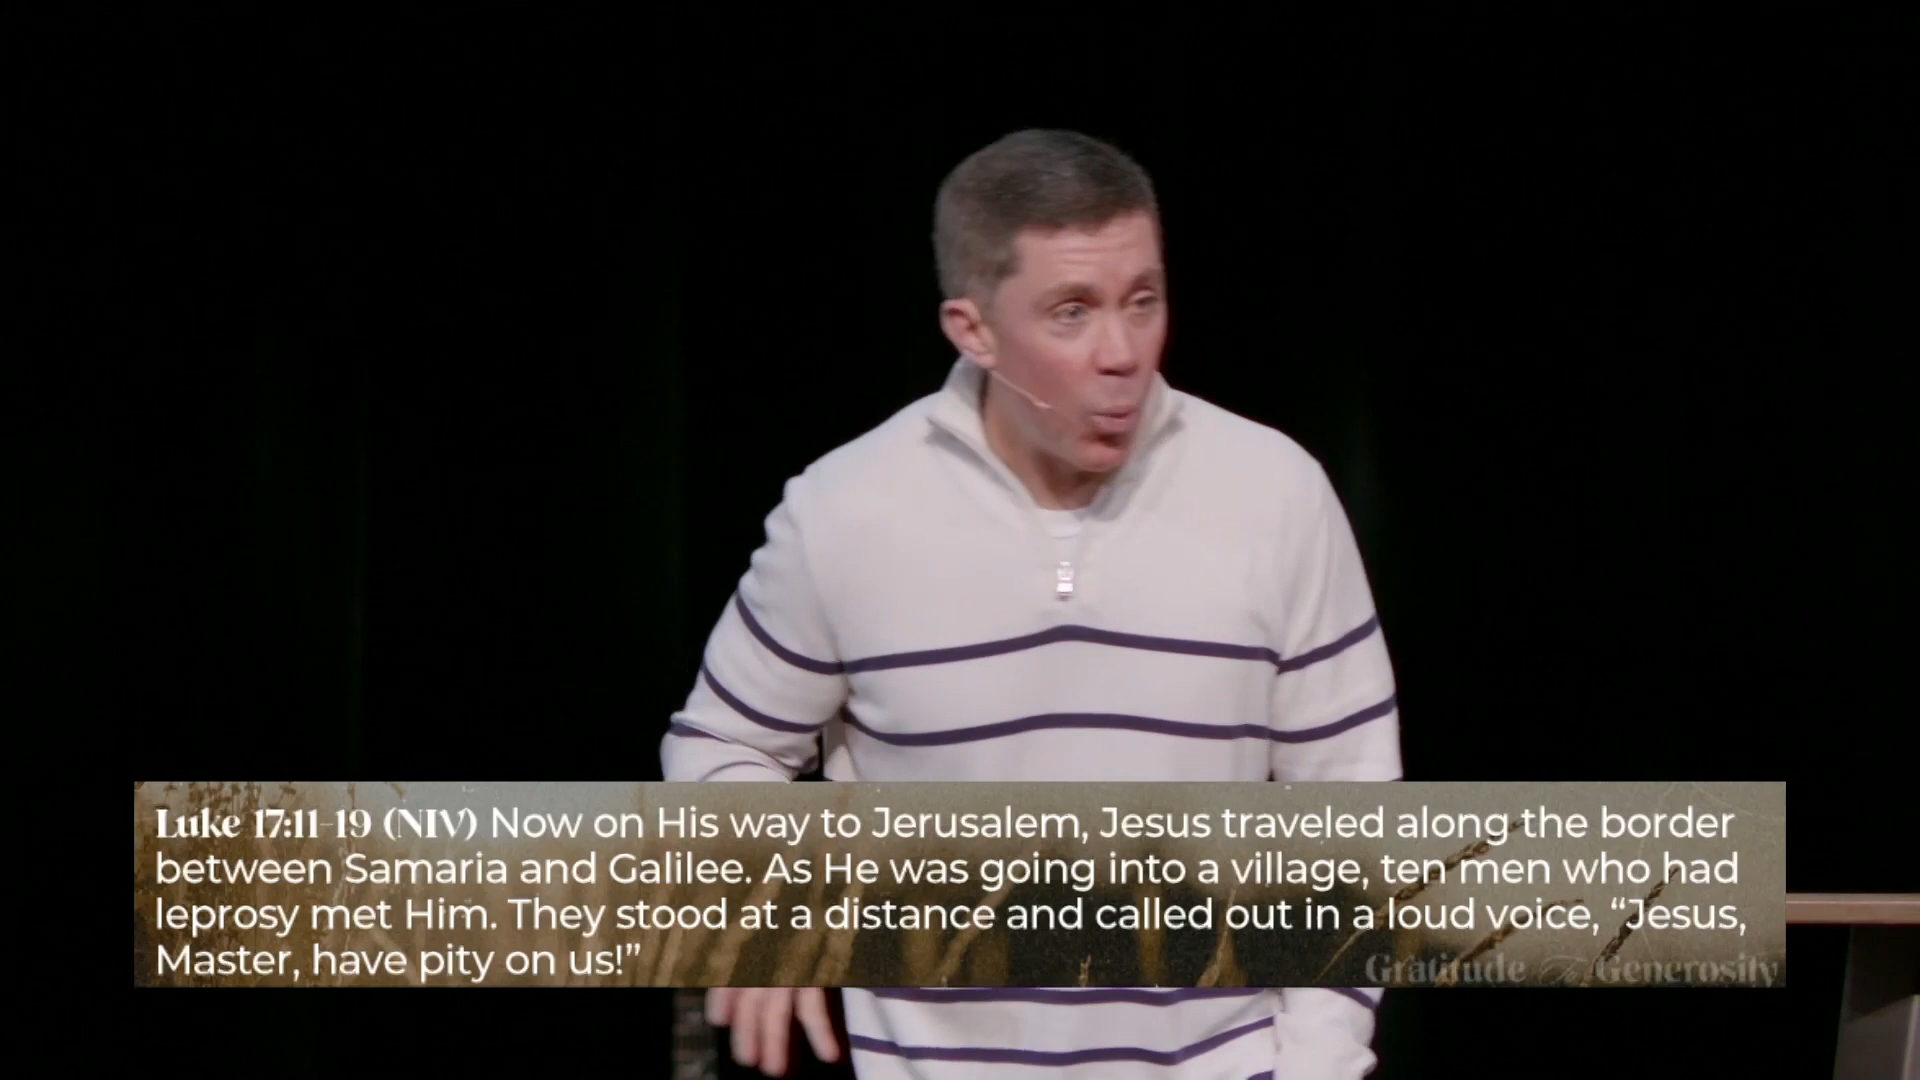 Luke 17:11-19 (NIV) Now on His way to Jerusalem, Jesus traveled along the border
between Samaria and Galilee. As He was going into a village, ten men who had
leprosy met Him. They stood at a distance and called out in a loud voice, “Jesus,
Master, have pity on us!”
Gratitude To Generosity